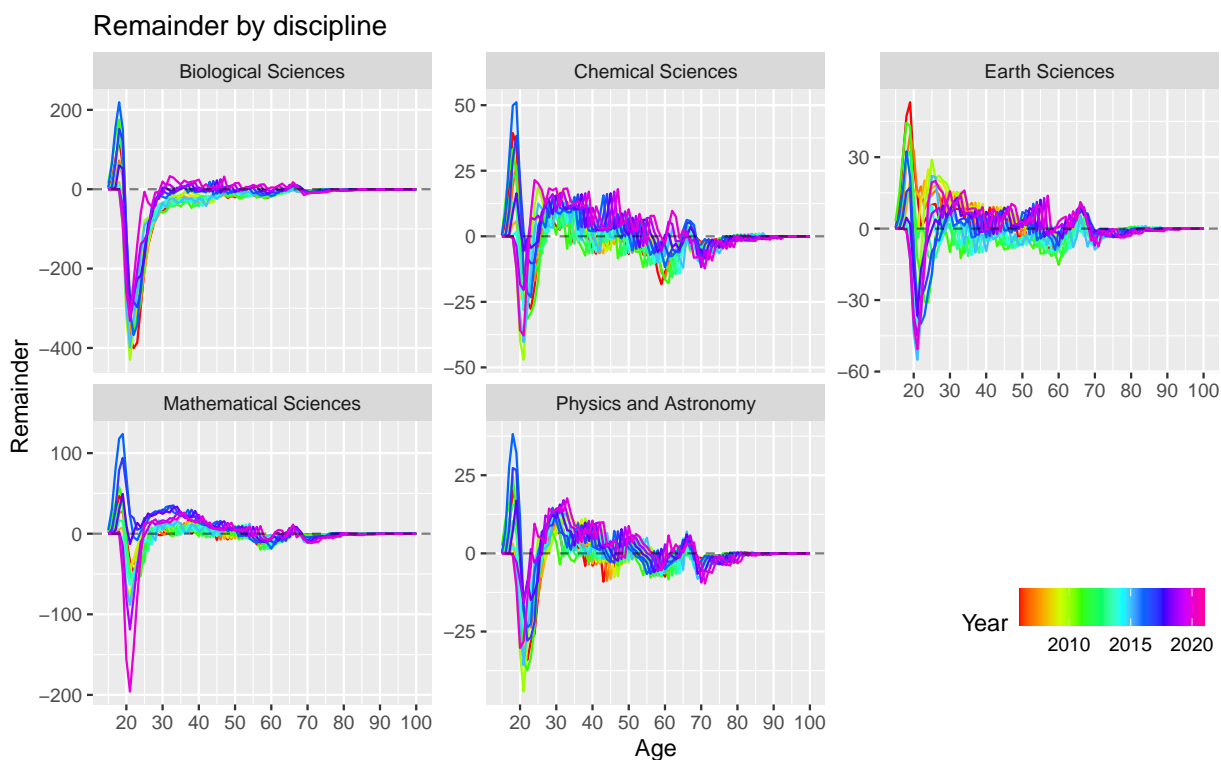 Remainder by discipline
Biological Sciences
Chemical Sciences
Earth Sciences
200
0
−200
−400
50
25
0
−25
−50
30
0
−30
−60
20 30 40 50 60 70 80 90 100
Mathematical Sciences
Physics and Astronomy
100
0
−100
−200
25
0
−25
20 30 40 50 60 70 80 90 100
20 30 40 50 60 70 80 90 100
Remainder
Age
Year
2010 2015 2020